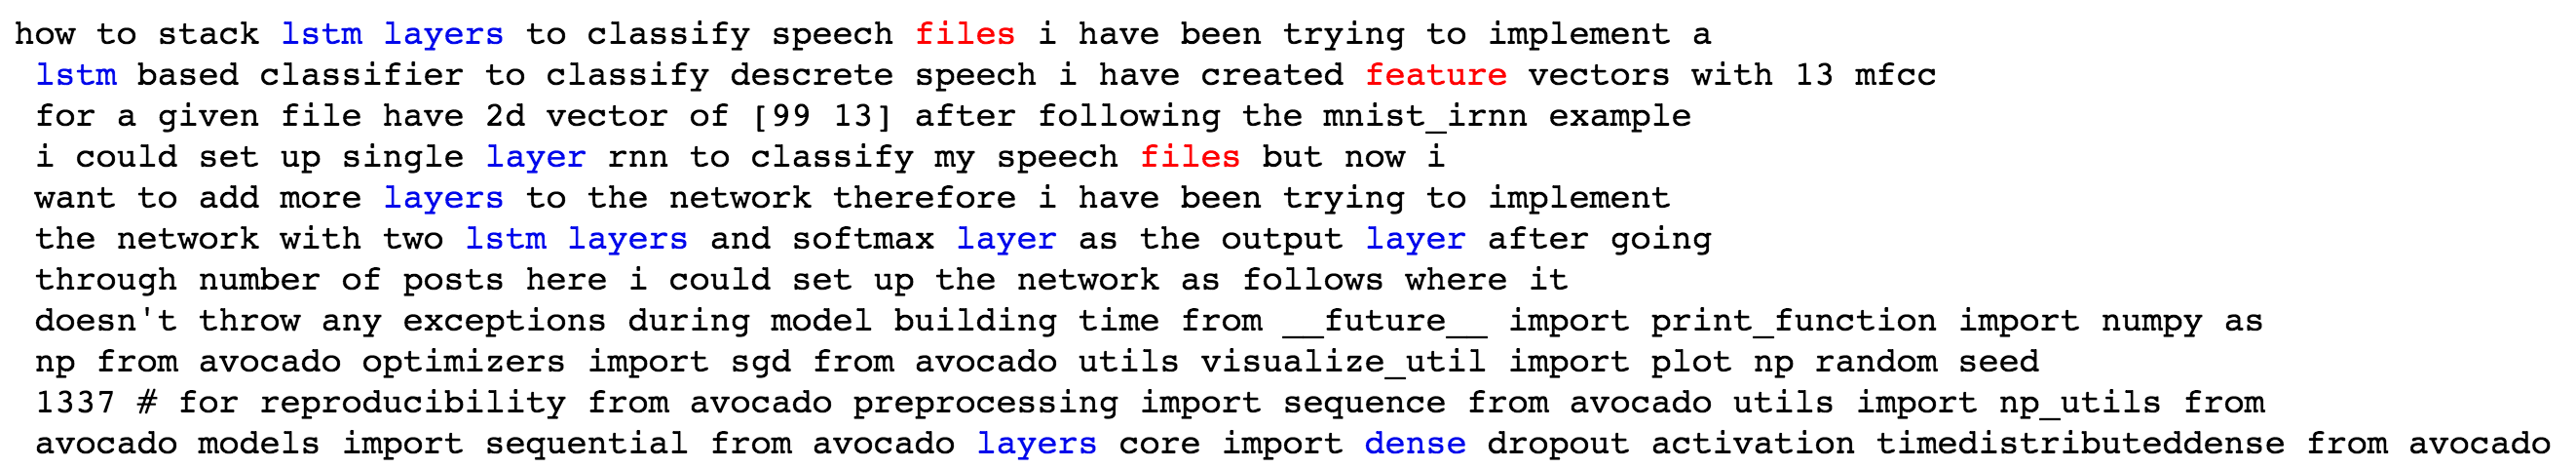 how to stack lstm layers to classify speech files i have been trying to implement a
lstm based classifier to classify descrete speech i have created feature vectors with 13 mfcc
for a given file have 2d vector of [99 13] after following the mnist_irnn example
i could set up single layer rnn to classify my speech files but now i
want to add more layers to the network therefore i have been trying to implement
the network with two lstm layers and softmax layer as the output layer after going
through number of posts here i could set up the network as follows where it
doesn't throw any exceptions during model building time from __future__ import print_function import numpy as
np from avocado optimizers import sgd from avocado utils visualize_util import plot np random seed
1337 # for reproducibility from avocado preprocessing import sequence from avocado utils import np_utils from
avocado models import sequential from avocado layers core import dense dropout activation timedistributeddense from avocado